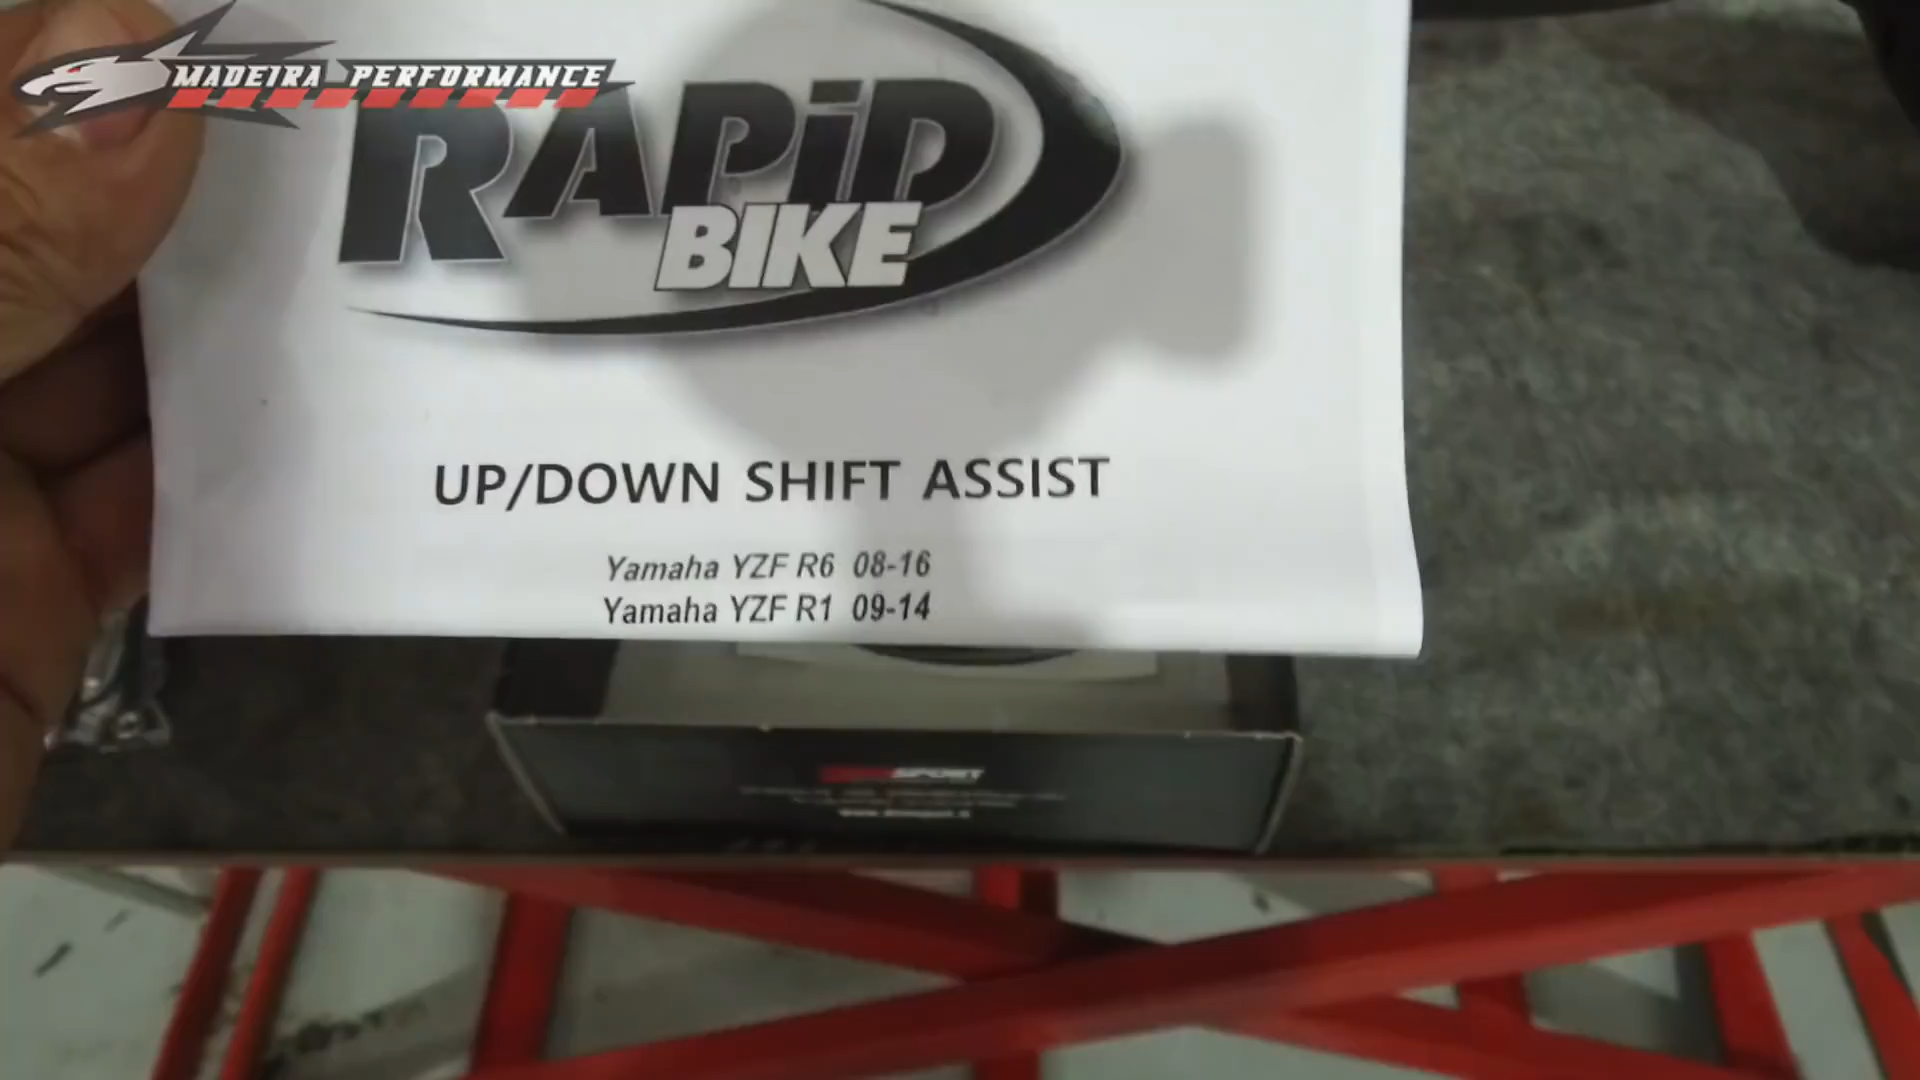 MADEIRA PERFORMANCE
RAPiD
BIKE
UP/DOWN SHIFT ASSIST
Yamaha YZF R6 08-16
Yamaha YZF R1 09-14